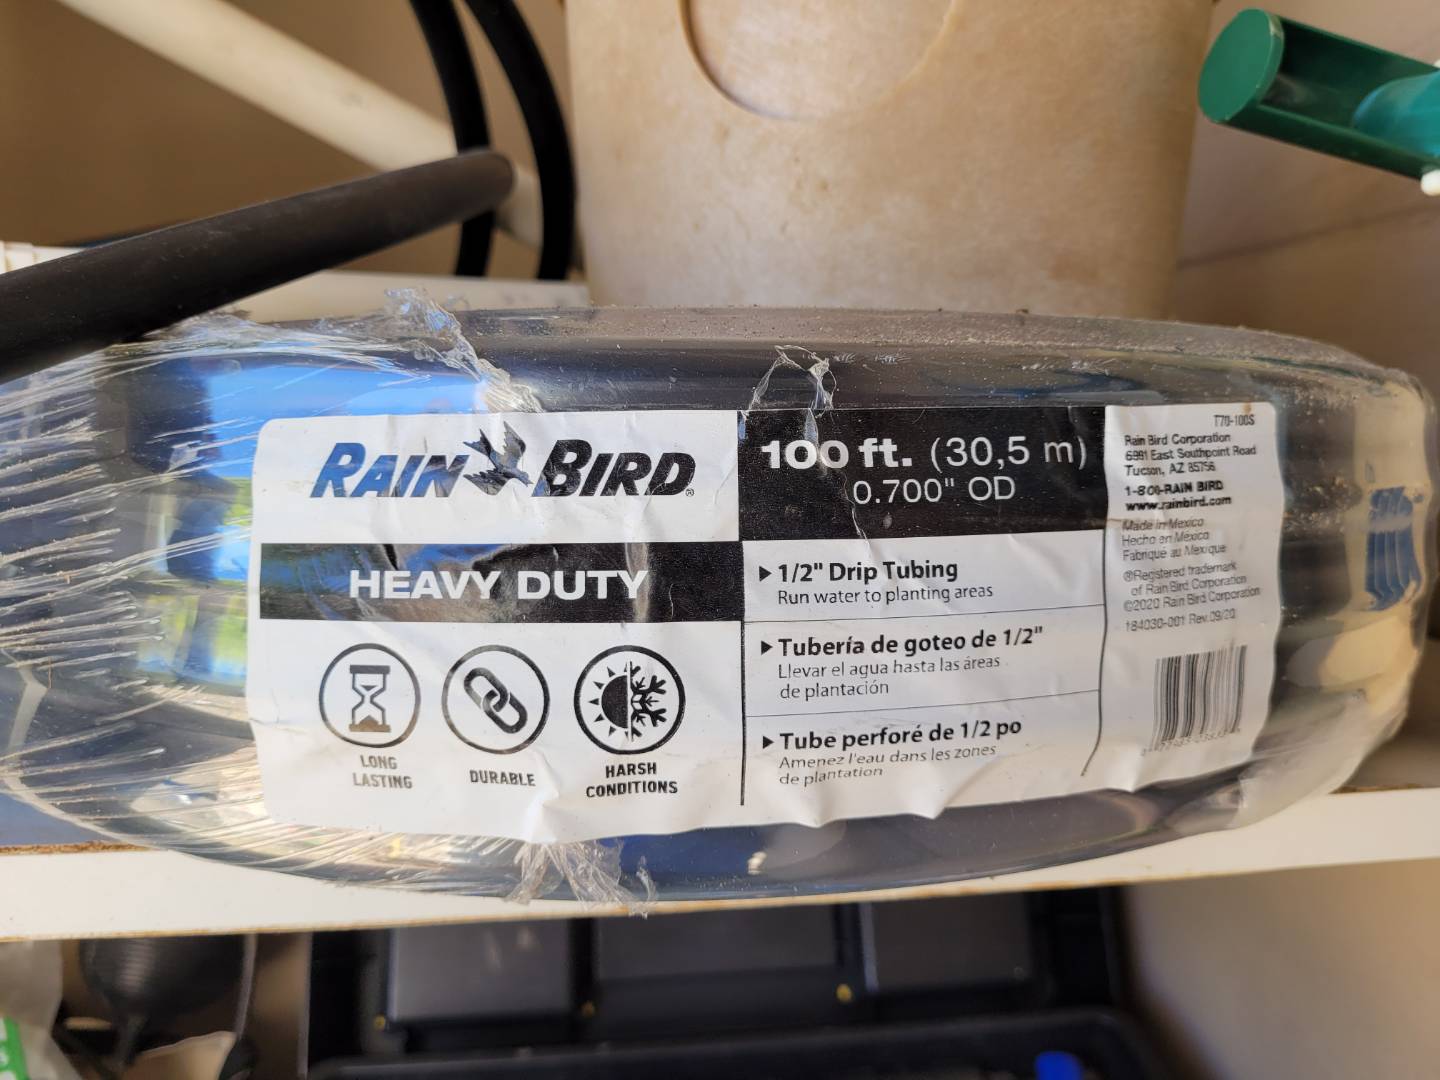 RAIN BIRD®
HEAVY DUTY
LONG
LASTING
DURABLE
HARSH
CONDITIONS
100 ft. (30,5 m)
0.700" OD
▶ 1/2" Drip Tubing
Run water to planting areas
▶ Tubería de goteo de 1/2"
Llevar el agua hasta las áreas
de plantación
▶ Tube perforé de 1/2 po
Amenez l'eau dans les zones
de plantation
T70-100S
Rain Bird Corporation
6991 East Southpoint Road
Tucson, AZ 85756
1-800-RAIN BIRD
www.rainbird.com
Made in Mexico
Hecho en México
Fabriqué au Mexique
®Registered trademark
of Rain Bird Corporation
©2020 Rain Bird Corporation
184030-001 Rev.09/20